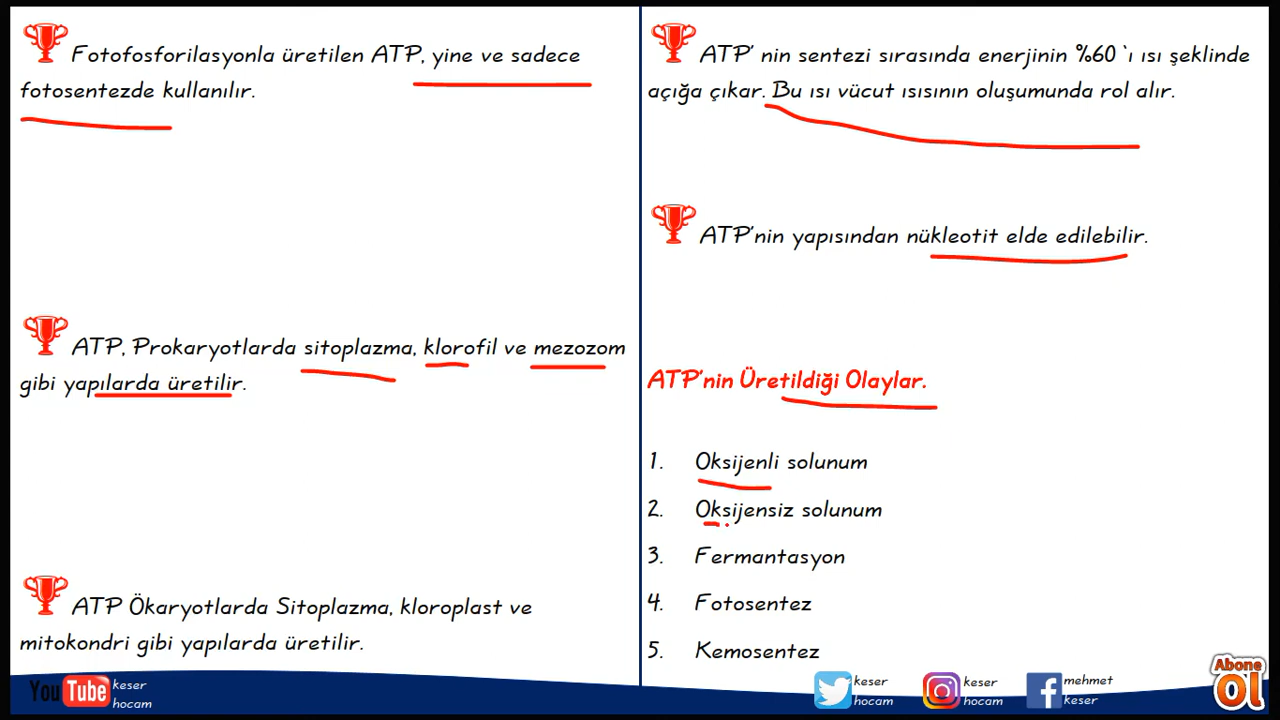 Fotofosforilasyonla üretilen ATP, yine ve sadece
fotosentezde kullanılır.
ATP, Prokaryotlarda sitoplazma, klorofil ve mezozom
gibi yapılarda üretilir.
ATP Ökaryotlarda Sitoplazma, kloroplast ve
mitokondri gibi yapılarda üretilir.
ATP' nin sentezi sırasında enerjinin %60 `ı ısı şeklinde
açığa çıkar. Bu ısı vücut ısısının oluşumunda rol alır.
ATP'nin yapısından nükleotit elde edilebilir.
ATP'nin Üretildiği Olaylar.
1. Oksijenli solunum
2. Oksijensiz solunum
3. Fermantasyon
4. Fotosentez
5. Kemosentez
YouTube
keser
hocam
keser
hocam
keser
hocam
mehmet
keser
Abone
Ol